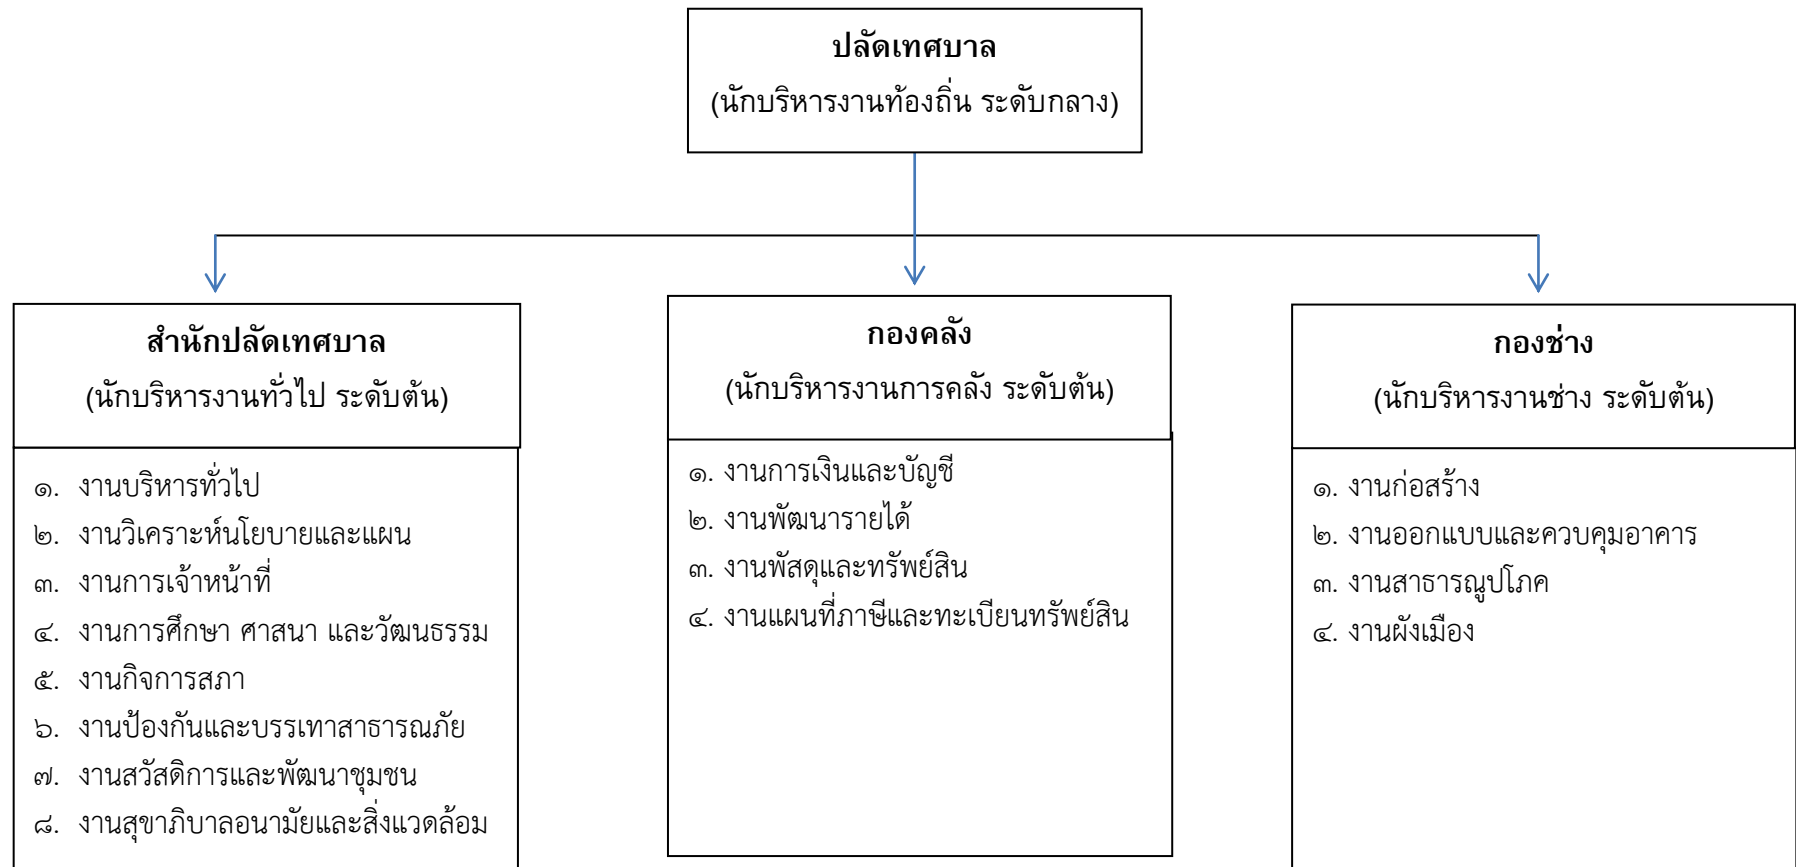 ปลัดเทศบาล
(นักบริหารงานท้องถิ่น ระดับกลาง)
สำนักปลัดเทศบาล
(นักบริหารงานทั่วไป ระดับต้น)
๑. งานบริหารทั่วไป
๒. งานวิเคราะห์นโยบายและแผน
๓. งานการเจ้าหน้าที่
๔. งานการศึกษา ศาสนา และวัฒนธรรม
๕. งานกิจการสภา
๖. งานป้องกันและบรรเทาสาธารณภัย
๗. งานสวัสดิการและพัฒนาชุมชน
๘. งานสุขาภิบาลอนามัยและสิ่งแวดล้อม
กองคลัง
(นักบริหารงานการคลัง ระดับต้น)
๑. งานการเงินและบัญชี
๒. งานพัฒนารายได้
๓. งานพัสดุและทรัพย์สิน
๔. งานแผนที่ภาษีและทะเบียนทรัพย์สิน
กองช่าง
(นักบริหารงานช่าง ระดับต้น)
๑. งานก่อสร้าง
๒. งานออกแบบและควบคุมอาคาร
๓. งานสาธารณูปโภค
๔. งานผังเมือง